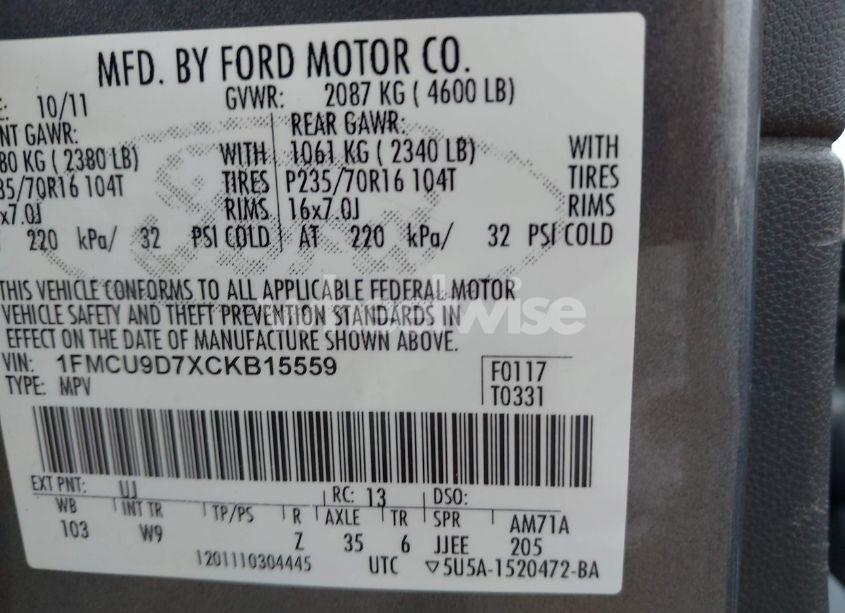 MFD. BY FORD MOTOR CO.
10/11 GVWR: 2087 KG ( 4600 LB)
NT GAWR: REAR GAWR:
80 KG ( 2380 LB) WITH 1061 KG ( 2340 LB) WITH
35/70R16 104T TIRES P235/70R16 104T TIRES
x7.0J RIMS 16x7.0J RIMS
220 kPa/ 32 PSI COLD AT 220 kPa/ 32 PSI COLD
THIS VEHICLE CONFORMS TO ALL APPLICABLE FEDERAL MOTOR
VEHICLE SAFETY AND THEFT PREVENTION STANDARDS IN
EFFECT ON THE DATE OF MANUFACTURE SHOWN ABOVE.
VIN: 1FMCU9D7XCKB15559 F0117
TYPE: MPV T0331
EXT PNT: UJ RC: 13 DSO:
WB INT TR TP/PS R AXLE TR SPR AM71A
103 W9 Z 35 6 JJEE 205
1201110304445 UTC ▽5U5A-1520472-BA